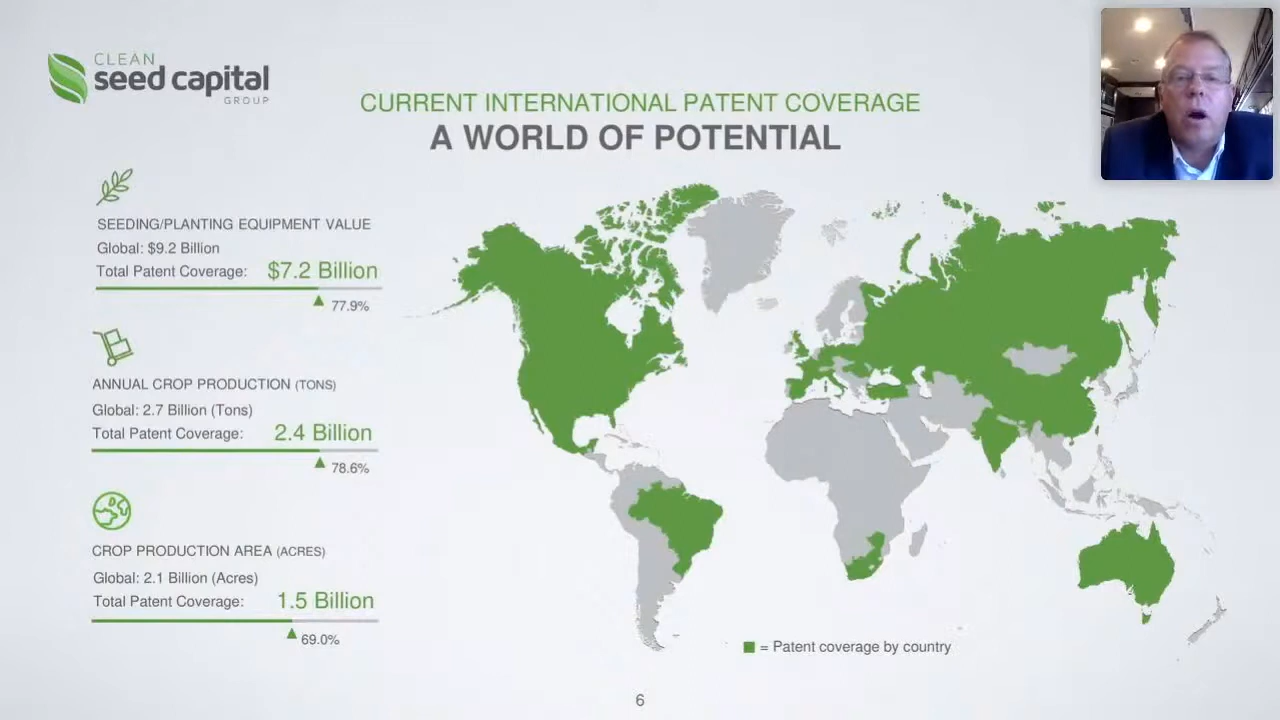 CLEAN
seed capital
GROUP
CURRENT INTERNATIONAL PATENT COVERAGE
A WORLD OF POTENTIAL
SEEDING/PLANTING EQUIPMENT VALUE
Global: $9.2 Billion
Total Patent Coverage: $7.2 Billion
77.9%
ANNUAL CROP PRODUCTION (TONS)
Global: 2.7 Billion (Tons)
Total Patent Coverage: 2.4 Billion
78.6%
CROP PRODUCTION AREA (ACRES)
Global: 2.1 Billion (Acres)
Total Patent Coverage: 1.5 Billion
69.0%
= Patent coverage by country
6